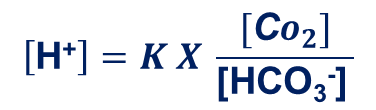 [H⁺] = K X [Co₂] / [HCO₃⁻]